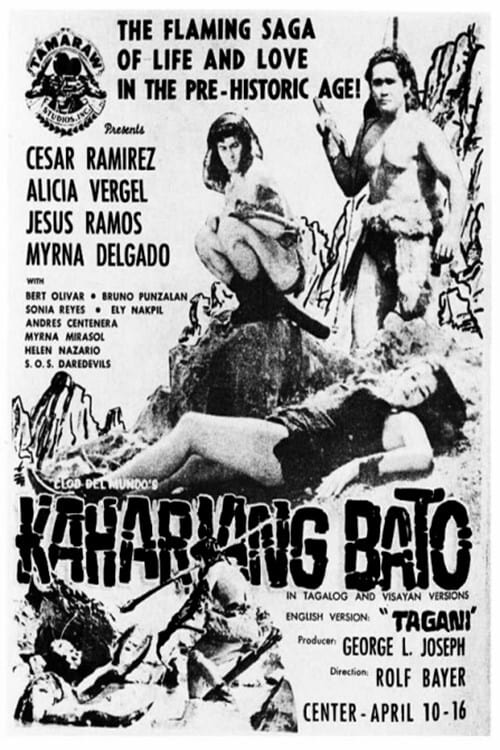 TAMARAW
STUDIOS, INC.
THE FLAMING SAGA
OF LIFE AND LOVE
IN THE PRE-HISTORIC AGE!
Presents
CESAR RAMIREZ
ALICIA VERGEL
JESUS RAMOS
MYRNA DELGADO
WITH
BERT OLIVAR • BRUNO PUNZALAN
SONIA REYES • ELY NAKPIL
ANDRES CENTENERA
MYRNA MIRASOL
HELEN NAZARIO
S.O.S. DAREDEVILS
CLOD DEL MUNDO'S
KAHARIANG BATO
IN TAGALOG AND VISAYAN VERSIONS
ENGLISH VERSION: "TAGANI"
Producer: GEORGE L. JOSEPH
Direction: ROLF BAYER
CENTER - APRIL 10-16